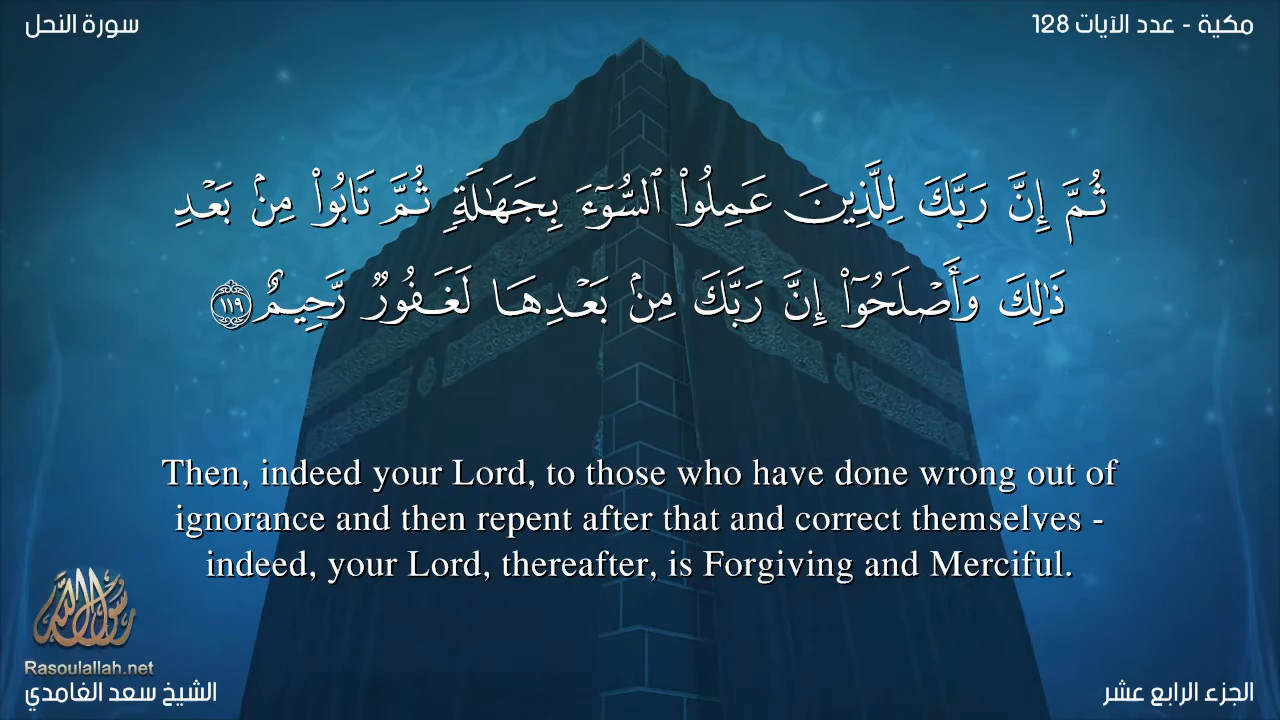 مكية - عدد الآيات 128
سورة النحل
ثُمَّ إِنَّ رَبَّكَ لِلَّذِينَ عَمِلُوا۟ ٱلسُّوٓءَ بِجَهَـٰلَةٍۢ ثُمَّ تَابُوا۟ مِنۢ بَعْدِ
ذَٰلِكَ وَأَصْلَحُوٓا۟ إِنَّ رَبَّكَ مِنۢ بَعْدِهَا لَغَفُورٌۭ رَّحِيمٌ ١١٩
Then, indeed your Lord, to those who have done wrong out of
ignorance and then repent after that and correct themselves -
indeed, your Lord, thereafter, is Forgiving and Merciful.
رسول الله
Rasoulallah.net
الجزء الرابع عشر
الشيخ سعد الغامدي